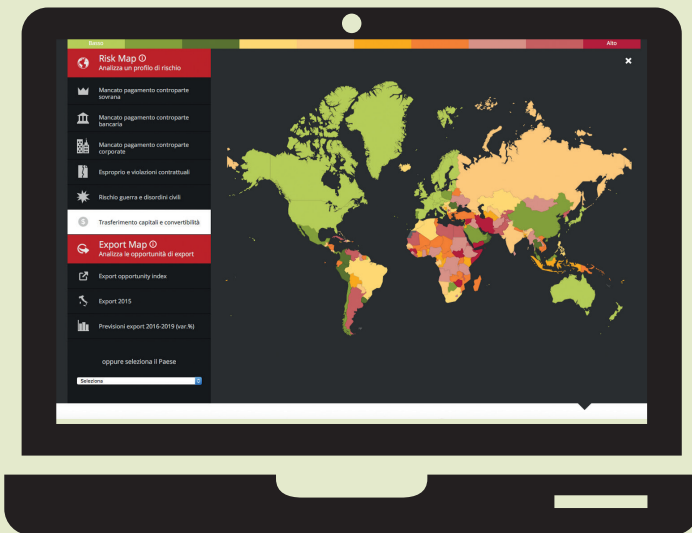 Basso
Alto
Risk Map
Analizza un profilo di rischio
Mancato pagamento controparte
sovrana
Mancato pagamento controparte
bancaria
Mancato pagamento controparte
corporate
Esproprio e violazioni contrattuali
Rischio guerra e disordini civili
Trasferimento capitali e convertibilità
Export Map
Analizza le opportunità di export
Export opportunity index
Export 2015
Previsioni export 2016-2019 (var.%)
oppure seleziona il Paese
Seleziona